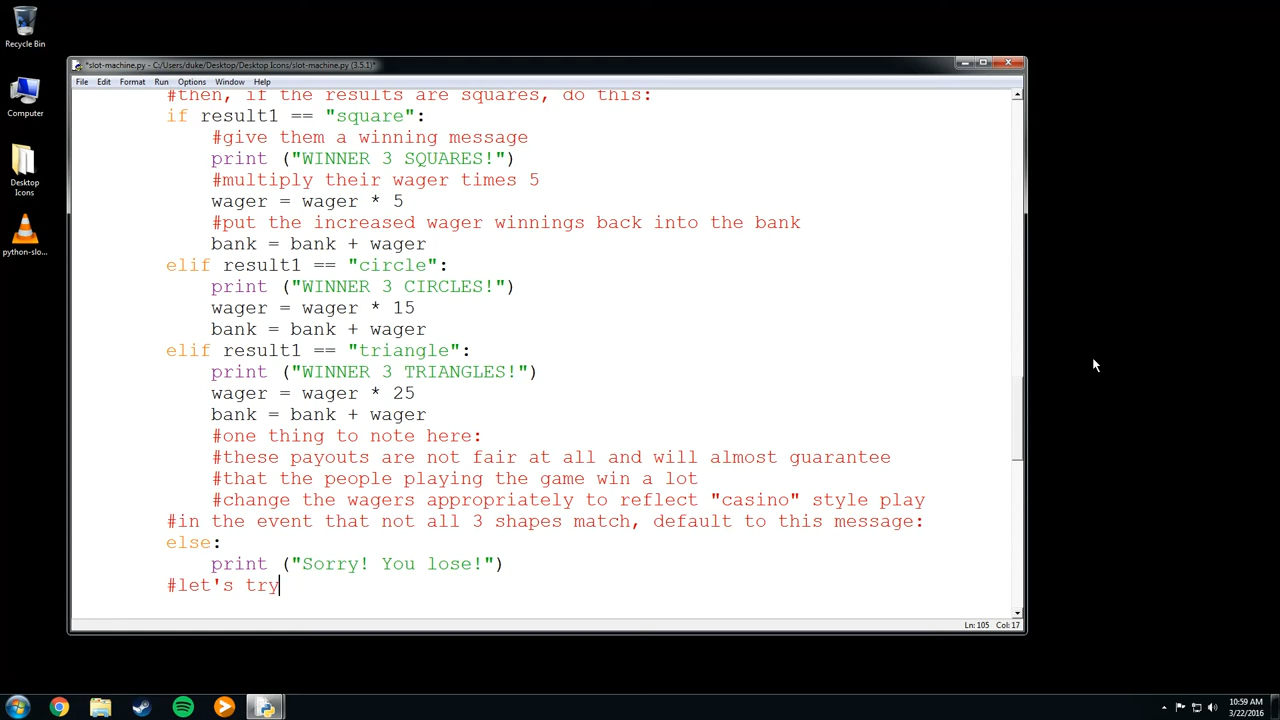 Recycle Bin
Computer
Desktop
Icons
python-slo...
*slot-machine.py - C:/Users/duke/Desktop/Desktop Icons/slot-machine.py (3.5.1)*
File Edit Format Run Options Window Help
#then, if the results are squares, do this:
if result1 == "square":
#give them a winning message
print ("WINNER 3 SQUARES!")
#multiply their wager times 5
wager = wager * 5
#put the increased wager winnings back into the bank
bank = bank + wager
elif result1 == "circle":
print ("WINNER 3 CIRCLES!")
wager = wager * 15
bank = bank + wager
elif result1 == "triangle":
print ("WINNER 3 TRIANGLES!")
wager = wager * 25
bank = bank + wager
#one thing to note here:
#these payouts are not fair at all and will almost guarantee
#that the people playing the game win a lot
#change the wagers appropriately to reflect "casino" style play
#in the event that not all 3 shapes match, default to this message:
else:
print ("Sorry! You lose!")
#let's try
Ln: 105 Col: 17
10:59 AM
3/22/2016